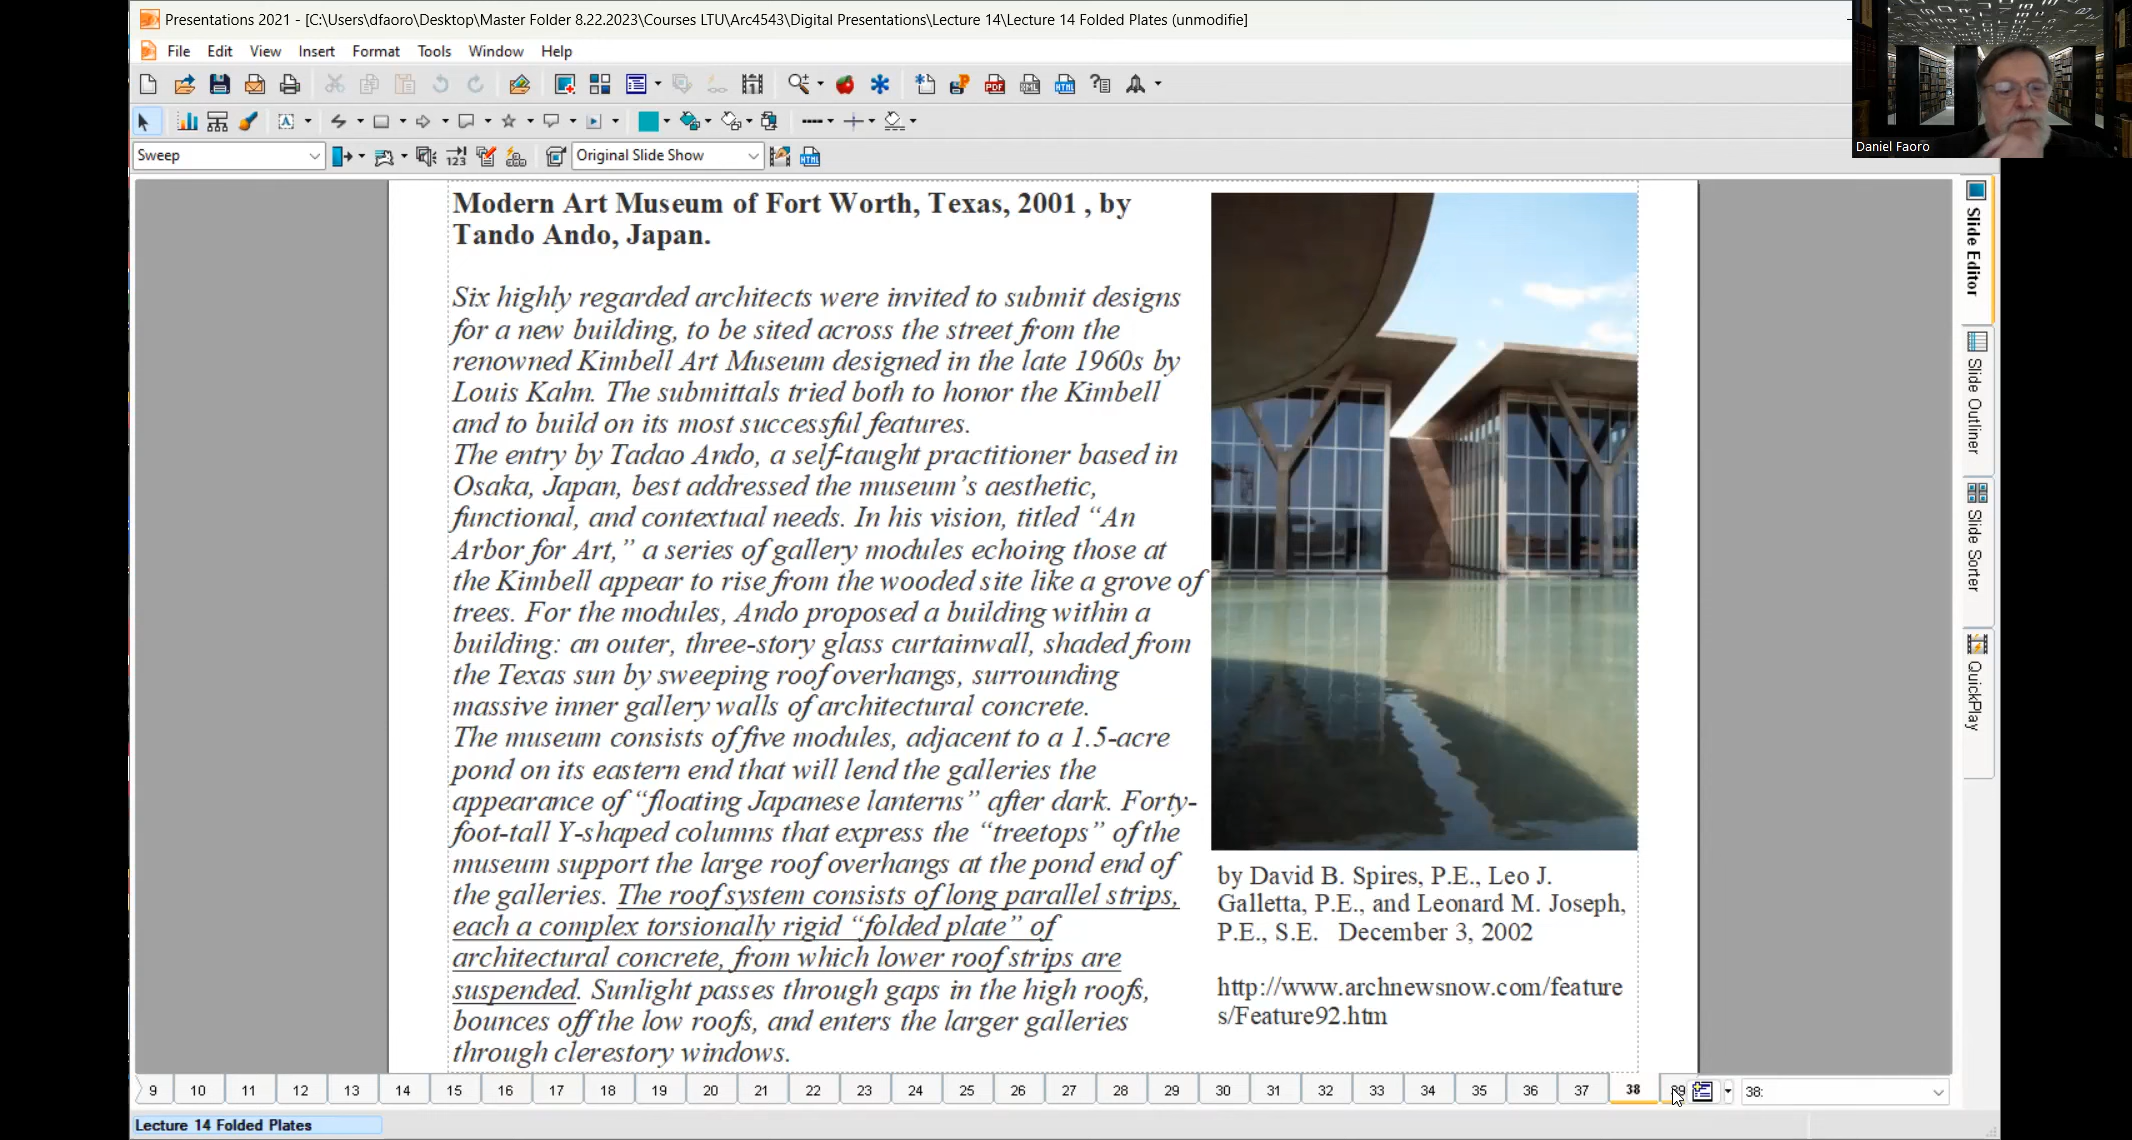 Presentations 2021 - [C:\Users\dfaoro\Desktop\Master Folder 8.22.2023\Courses LTU\Arc4543\Digital Presentations\Lecture 14\Lecture 14 Folded Plates (unmodifie]
File Edit View Insert Format Tools Window Help
Sweep
Original Slide Show
Daniel Faoro
Modern Art Museum of Fort Worth, Texas, 2001 , by
Tando Ando, Japan.
Six highly regarded architects were invited to submit designs
for a new building, to be sited across the street from the
renowned Kimbell Art Museum designed in the late 1960s by
Louis Kahn. The submittals tried both to honor the Kimbell
and to build on its most successful features.
The entry by Tadao Ando, a self-taught practitioner based in
Osaka, Japan, best addressed the museum’s aesthetic,
functional, and contextual needs. In his vision, titled “An
Arbor for Art,” a series of gallery modules echoing those at
the Kimbell appear to rise from the wooded site like a grove of
trees. For the modules, Ando proposed a building within a
building: an outer, three-story glass curtainwall, shaded from
the Texas sun by sweeping roof overhangs, surrounding
massive inner gallery walls of architectural concrete.
The museum consists of five modules, adjacent to a 1.5-acre
pond on its eastern end that will lend the galleries the
appearance of “floating Japanese lanterns” after dark. Forty-
foot-tall Y-shaped columns that express the “treetops” of the
museum support the large roof overhangs at the pond end of
the galleries. The roof system consists of long parallel strips,
each a complex torsionally rigid “folded plate” of
architectural concrete, from which lower roof strips are
suspended. Sunlight passes through gaps in the high roofs,
bounces off the low roofs, and enters the larger galleries
through clerestory windows.
by David B. Spires, P.E., Leo J.
Galletta, P.E., and Leonard M. Joseph,
P.E., S.E. December 3, 2002
http://www.archnewsnow.com/feature
s/Feature92.htm
Slide Editor
Slide Outliner
Slide Sorter
QuickPlay
9 10 11 12 13 14 15 16 17 18 19 20 21 22 23 24 25 26 27 28 29 30 31 32 33 34 35 36 37 38 39 38:
Lecture 14 Folded Plates